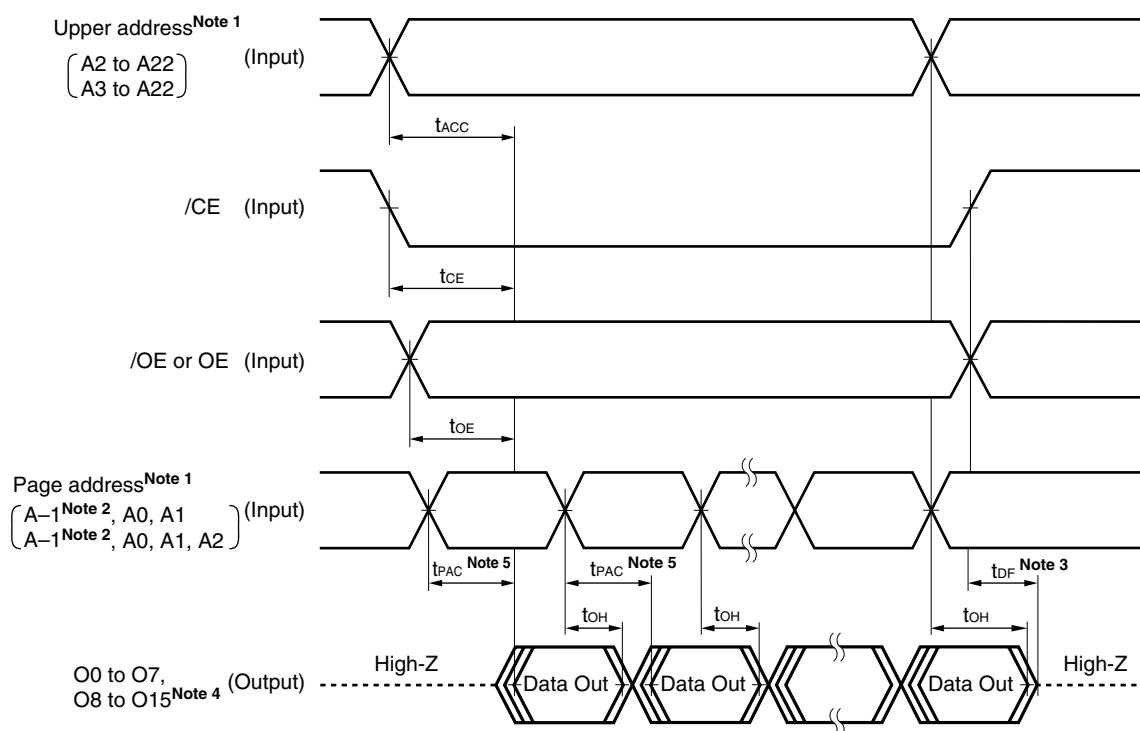 Upper address Note 1 (Input)
A2 to A22
A3 to A22
tACC
/CE (Input)
tCE
/OE or OE (Input)
tOE
Page address Note 1 (Input)
A–1 Note 2, A0, A1
A–1 Note 2, A0, A1, A2
tPAC Note 5 tPAC Note 5 tDF Note 3
tOH tOH tOH
O0 to O7,
O8 to O15 Note 4 (Output)
High-Z Data Out Data Out Data Out High-Z